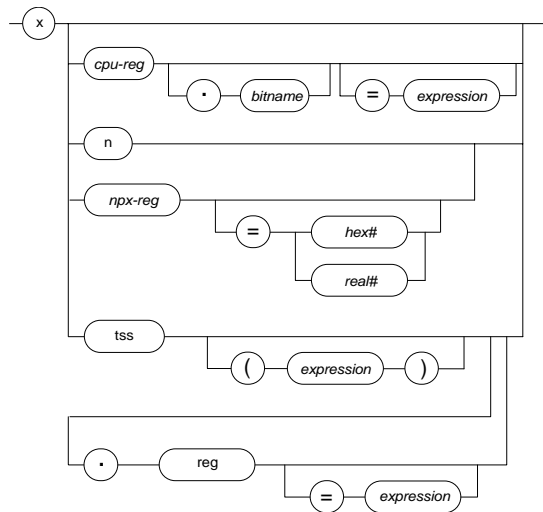 x
cpu-reg
. bitname
= expression
n
npx-reg
= hex#
real#
tss
( expression )
. reg
= expression